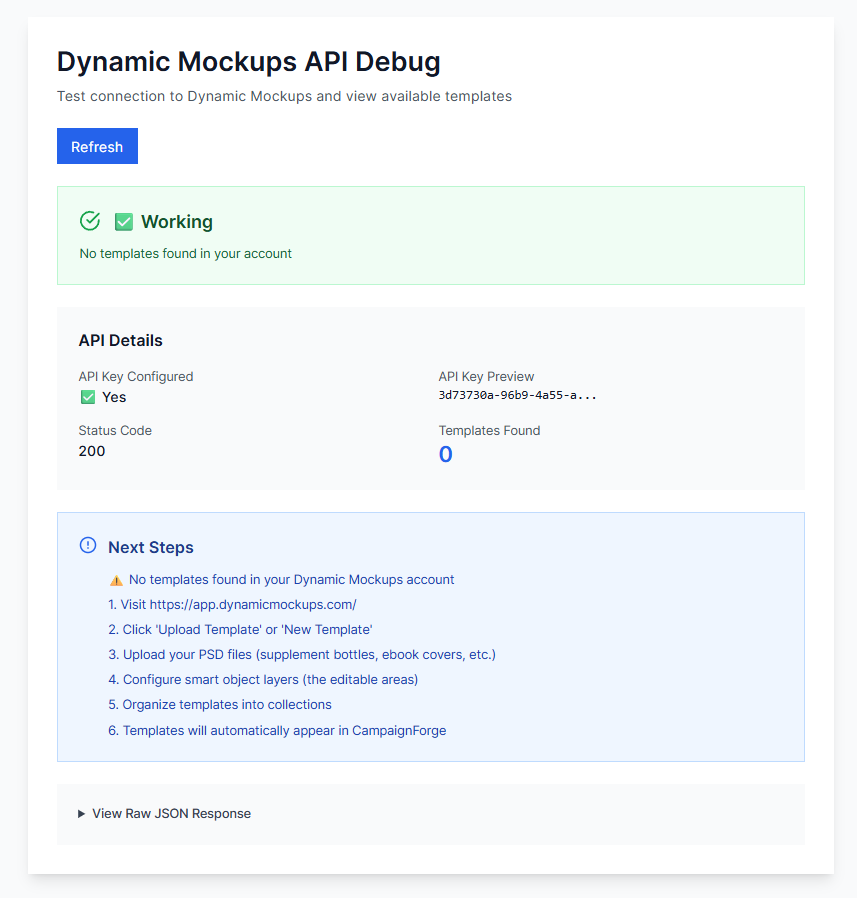 Dynamic Mockups API Debug
Test connection to Dynamic Mockups and view available templates
Refresh
✅ Working
No templates found in your account
API Details
API Key Configured
✅ Yes
API Key Preview
3d73730a-96b9-4a55-a...
Status Code
200
Templates Found
0
Next Steps
⚠️ No templates found in your Dynamic Mockups account
1. Visit https://app.dynamicmockups.com/
2. Click 'Upload Template' or 'New Template'
3. Upload your PSD files (supplement bottles, ebook covers, etc.)
4. Configure smart object layers (the editable areas)
5. Organize templates into collections
6. Templates will automatically appear in CampaignForge
▶ View Raw JSON Response